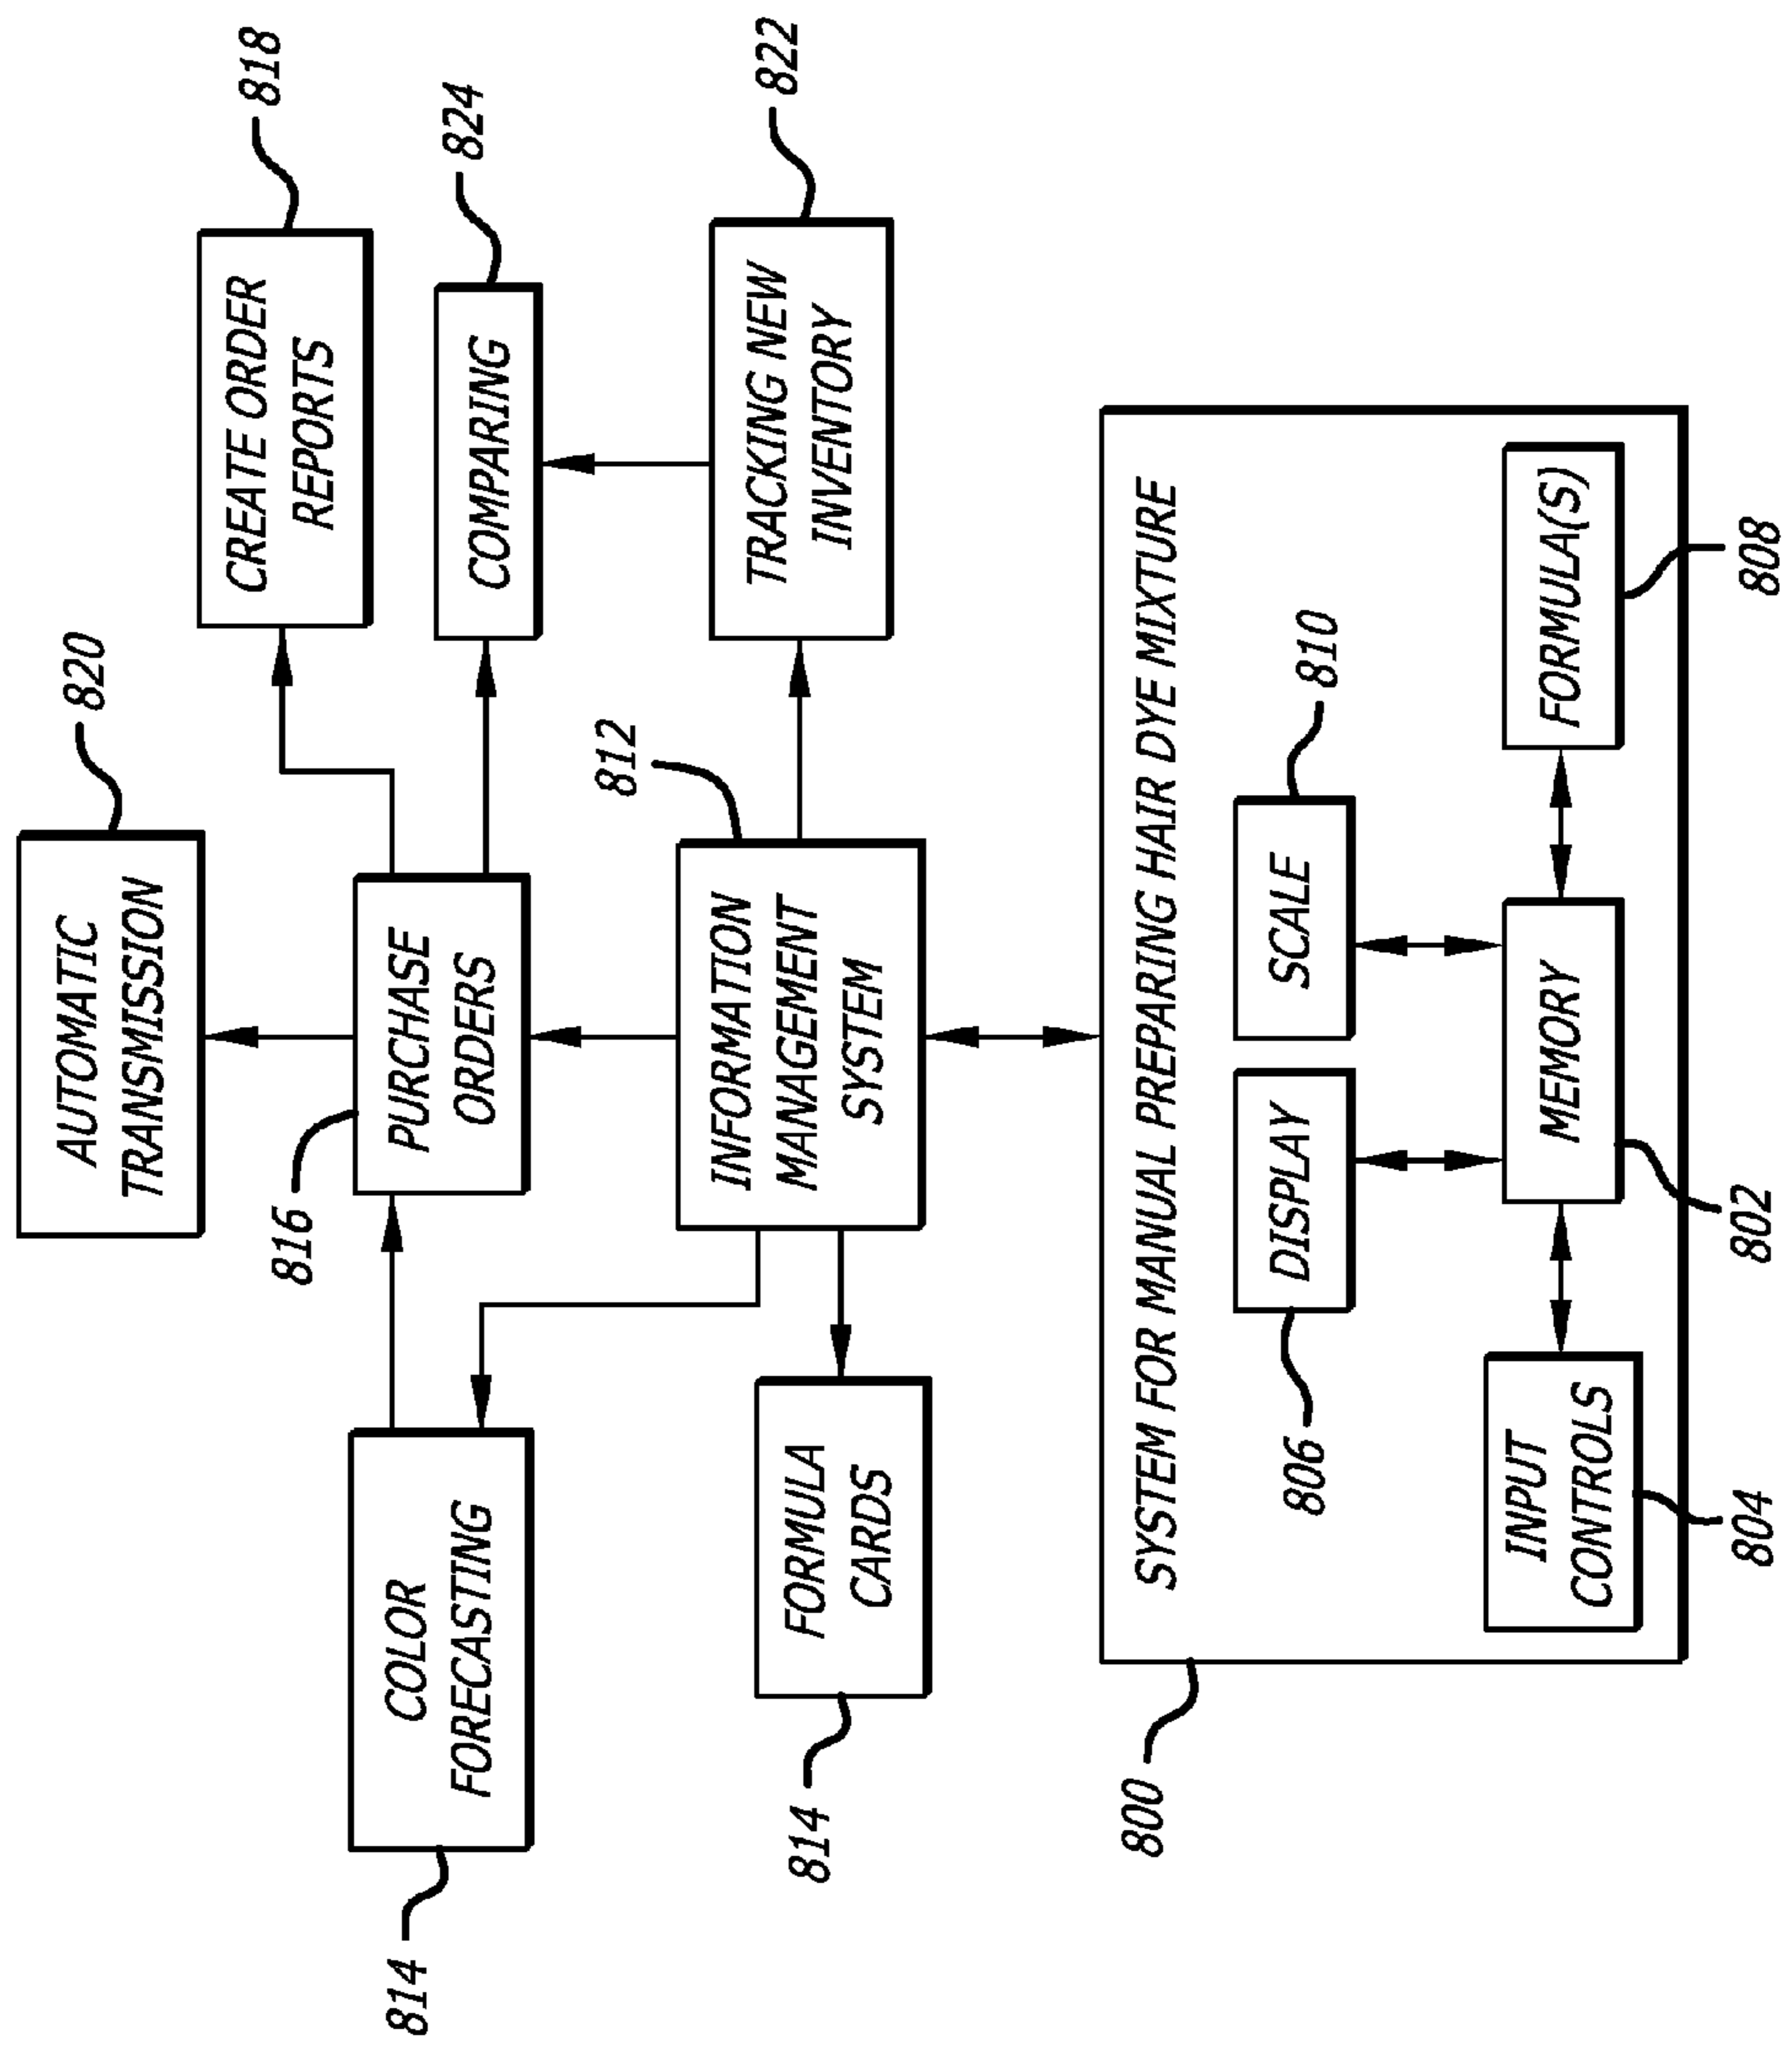 820
AUTOMATIC
TRANSMISSION
818
CREATE ORDER
REPORTS
816
PURCHASE
ORDERS
824
COMPARING
814
COLOR
FORECASTING
812
INFORMATION
MANAGEMENT
SYSTEM
822
TRACKING NEW
INVENTORY
814
FORMULA
CARDS
800
SYSTEM FOR MANUAL PREPARING HAIR DYE MIXTURE
806
DISPLAY
SCALE
810
INPUT
CONTROLS
MEMORY
FORMULA(S)
804
802
808